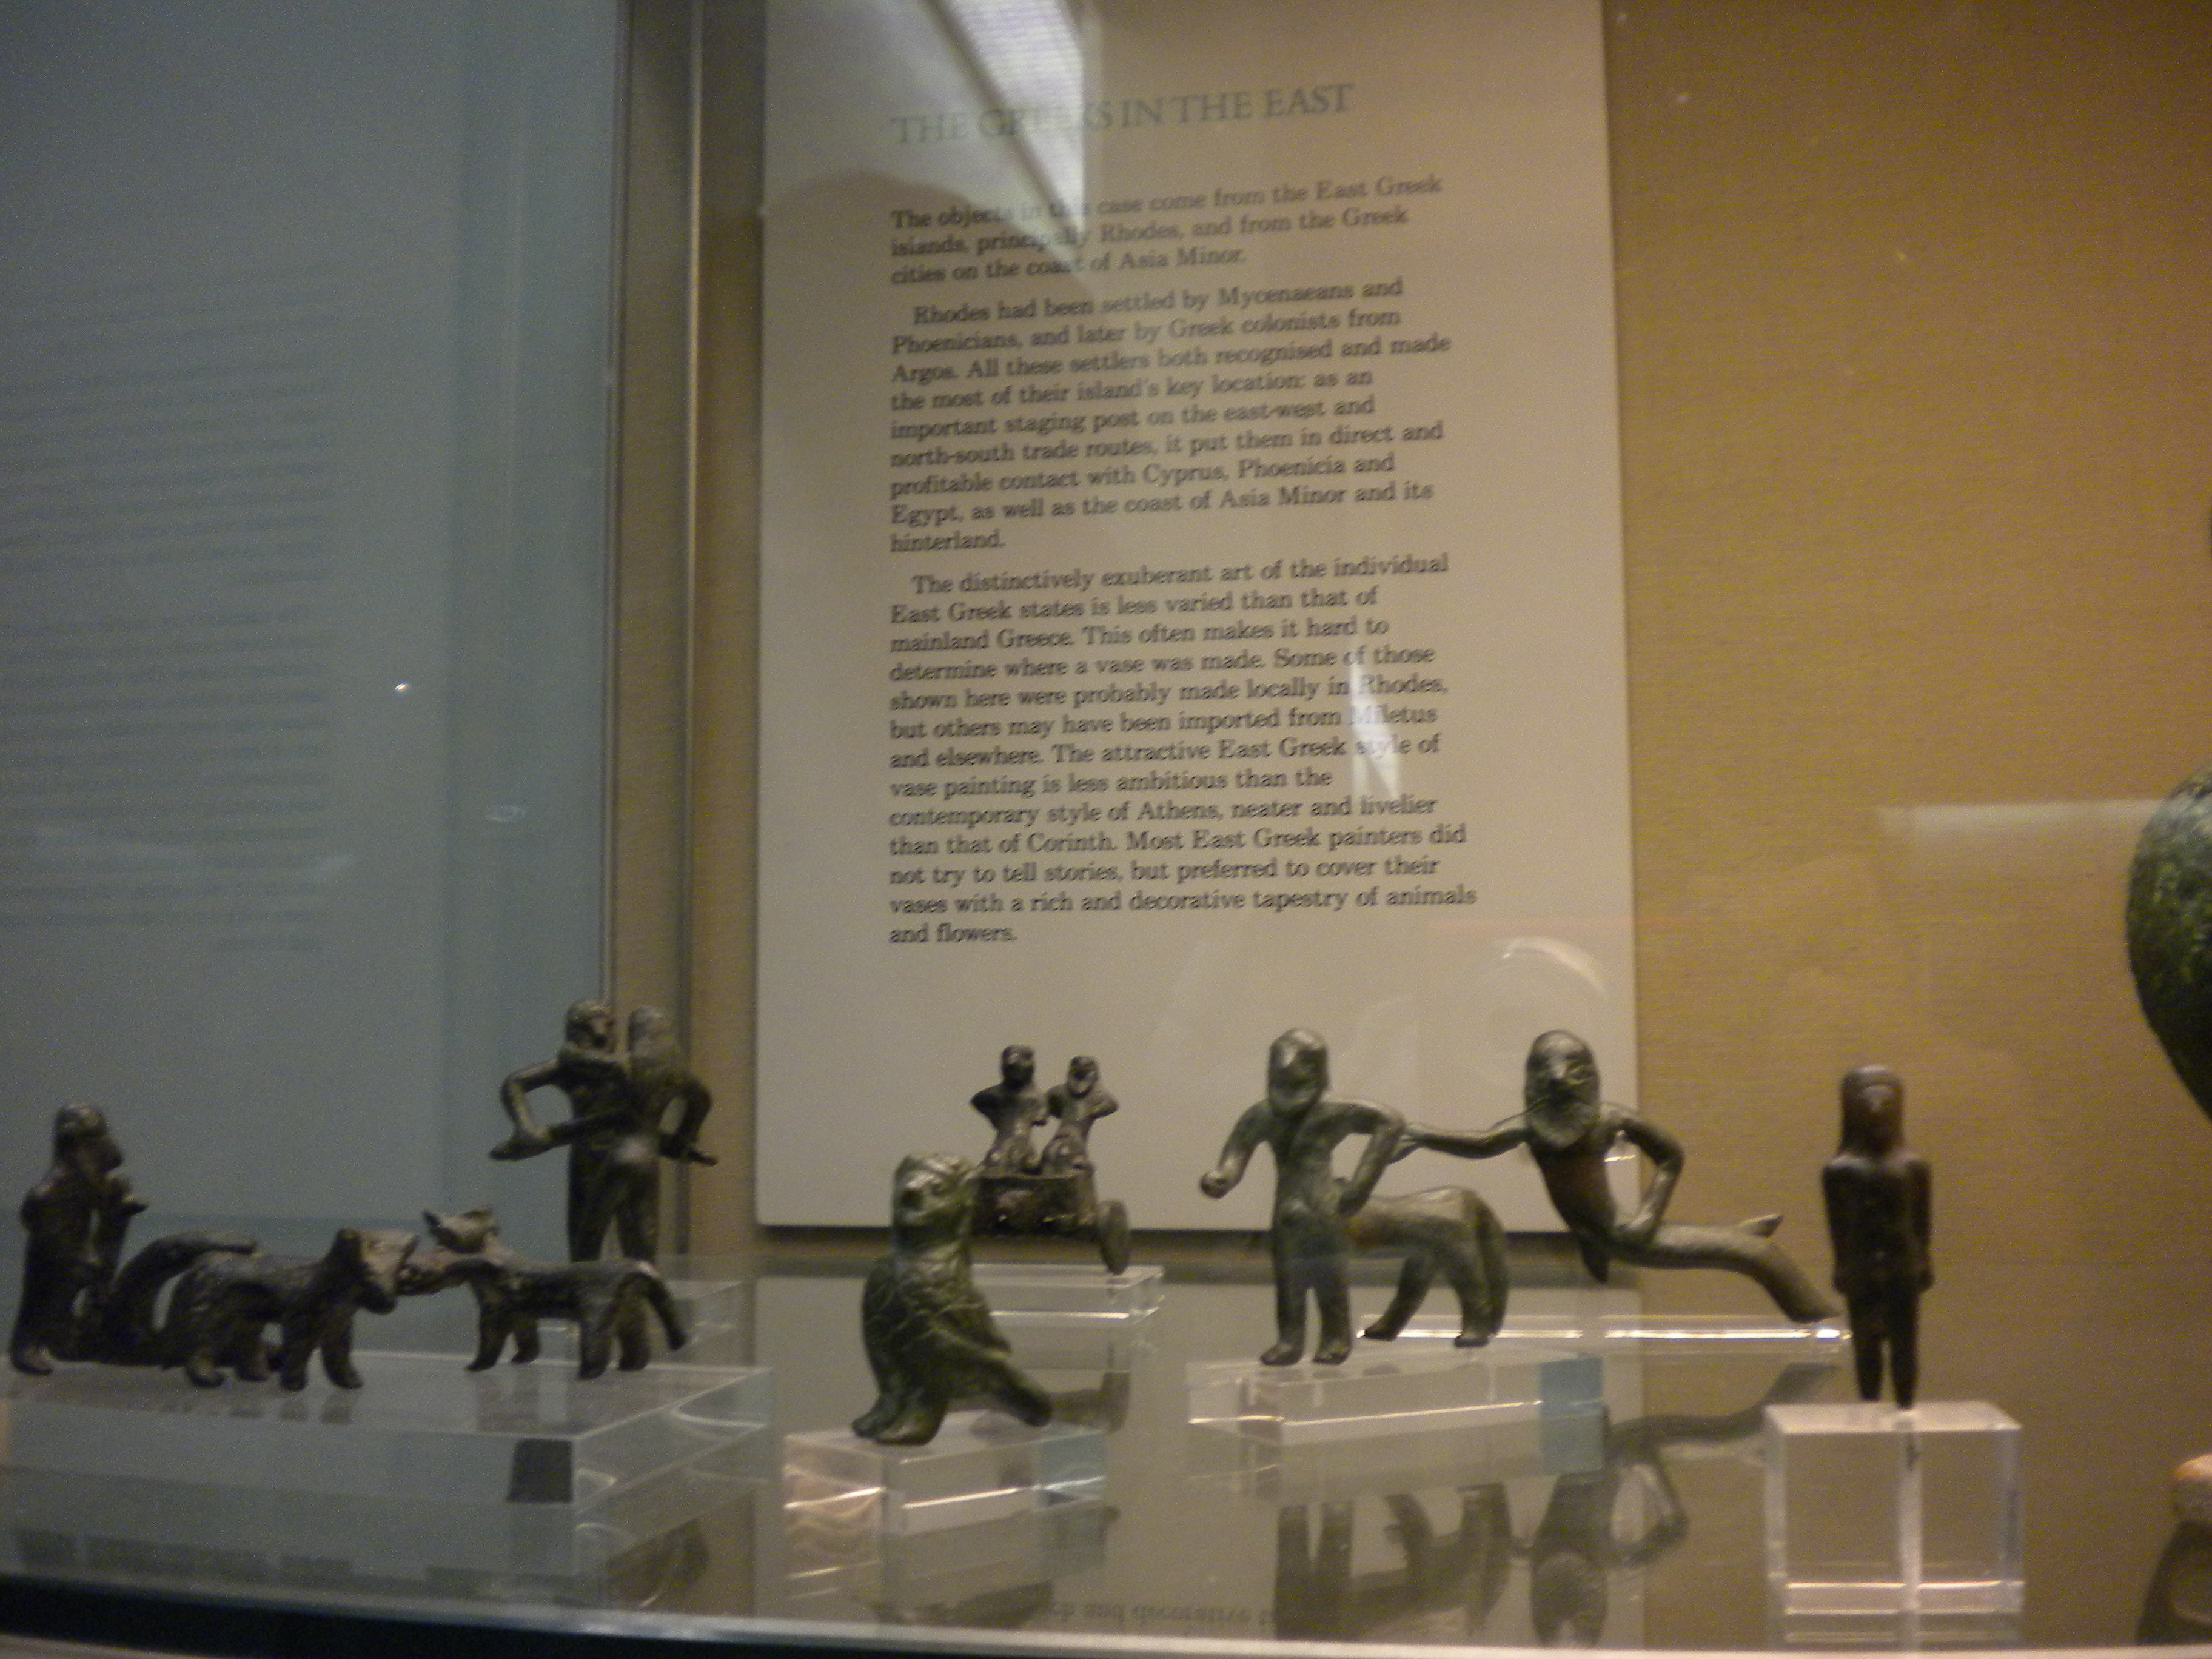 THE GREEKS IN THE EAST
The objects in this case come from the East Greek
islands, principally Rhodes, and from the Greek
cities on the coast of Asia Minor.
Rhodes had been settled by Mycenaeans and
Phoenicians, and later by Greek colonists from
Argos. All these settlers both recognised and made
the most of their island's key location: as an
important staging post on the east-west and
north-south trade routes, it put them in direct and
profitable contact with Cyprus, Phoenicia and
Egypt, as well as the coast of Asia Minor and its
hinterland.
The distinctively exuberant art of the individual
East Greek states is less varied than that of
mainland Greece. This often makes it hard to
determine where a vase was made. Some of those
shown here were probably made locally in Rhodes,
but others may have been imported from Miletus
and elsewhere. The attractive East Greek style of
vase painting is less ambitious than the
contemporary style of Athens, neater and livelier
than that of Corinth. Most East Greek painters did
not try to tell stories, but preferred to cover their
vases with a rich and decorative tapestry of animals
and flowers.